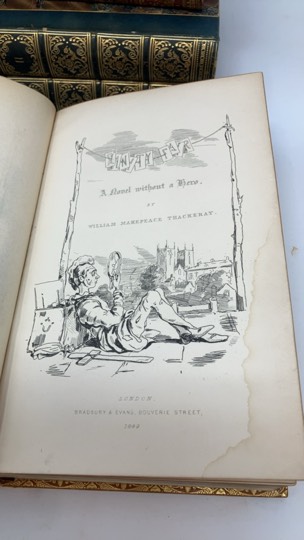 VANITY FAIR
A Novel without a Hero.
BY
WILLIAM MAKEPEACE THACKERAY.
LONDON.
BRADBURY & EVANS, BOUVERIE STREET,
1848